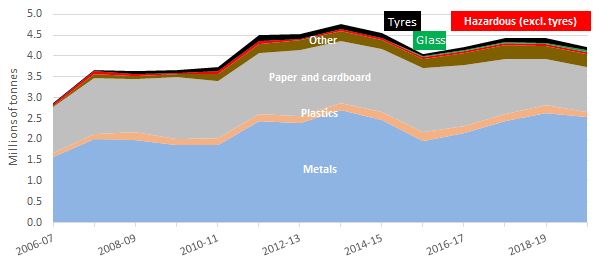 5.0
Tyres
Hazardous (excl. tyres)
4.5
Other
Glass
4.0
3.5
Paper and cardboard
3.0
Plastics
2.5
2.0
1.5
Metals
1.0
0.5
0.0
Millions of tonnes
2006-07
2008-09
2010-11
2012-13
2014-15
2016-17
2018-19